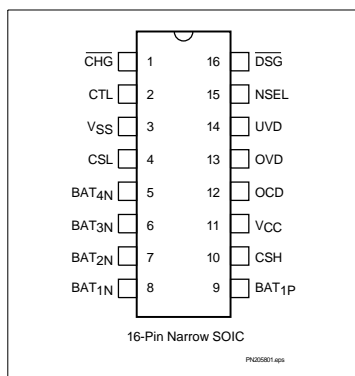 CHG 1 16 DSG
CTL 2 15 NSEL
VSS 3 14 UVD
CSL 4 13 OVD
BAT4N 5 12 OCD
BAT3N 6 11 VCC
BAT2N 7 10 CSH
BAT1N 8 9 BAT1P
16-Pin Narrow SOIC
PN205801.eps